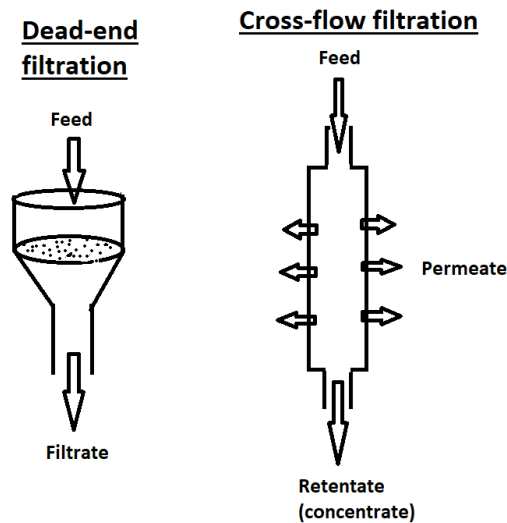 Dead-end
filtration
Feed
Filtrate
Cross-flow filtration
Feed
Permeate
Retentate
(concentrate)